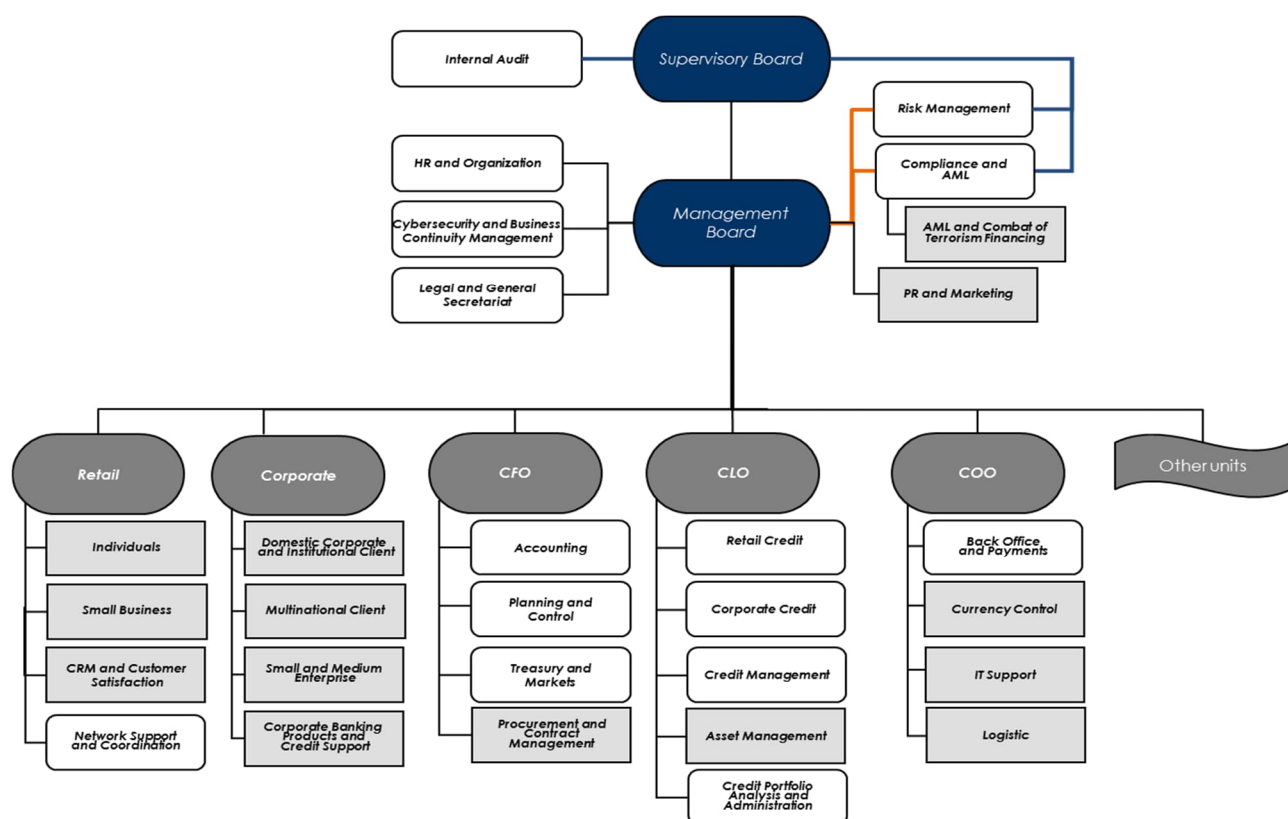 Internal Audit
Supervisory Board
Risk Management
HR and Organization
Compliance and
AML
Cybersecurity and Business
Continuity Management
Management
Board
AML and Combat of
Terrorism Financing
Legal and General
Secretariat
PR and Marketing
Retail
Corporate
CFO
CLO
COO
Other units
Individuals
Small Business
CRM and Customer
Satisfaction
Network Support
and Coordination
Domestic Corporate
and Institutional Client
Multinational Client
Small and Medium
Enterprise
Corporate Banking
Products and
Credit Support
Accounting
Planning and
Control
Treasury and
Markets
Procurement and
Contract
Management
Retail Credit
Corporate Credit
Credit Management
Asset Management
Credit Portfolio
Analysis and
Administration
Back Office
and Payments
Currency Control
IT Support
Logistic